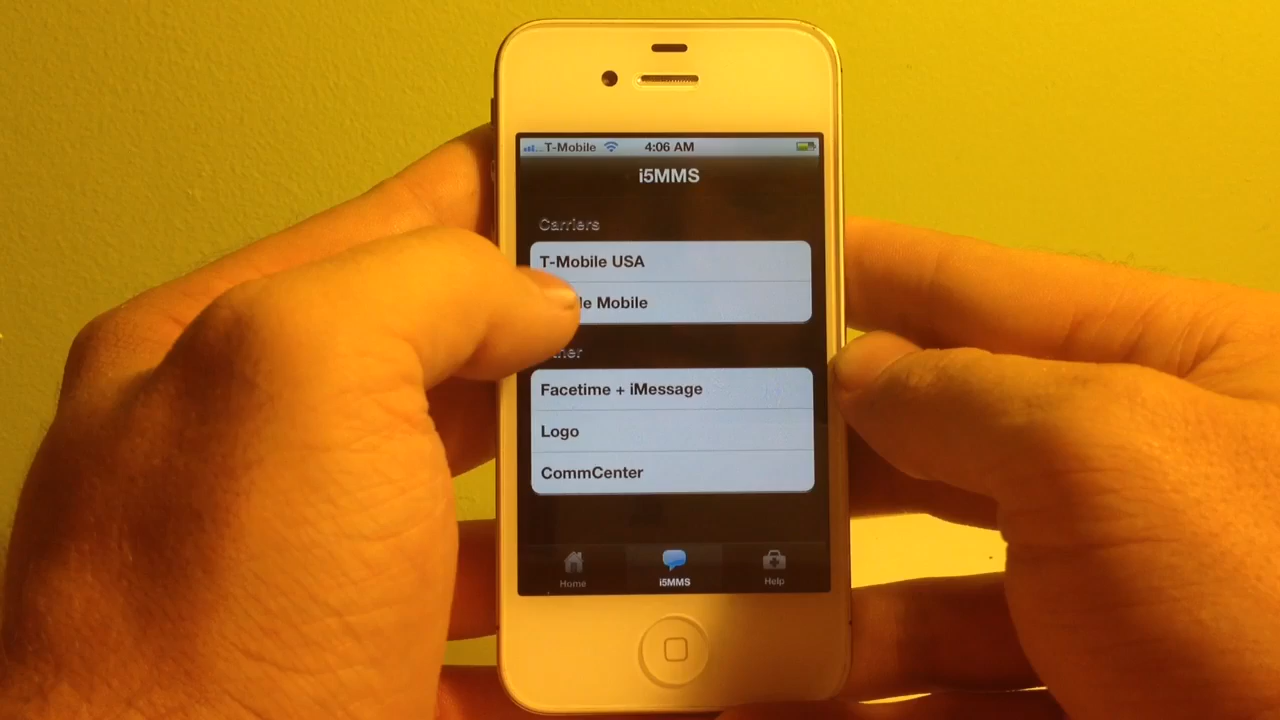 T-Mobile 4:06 AM
i5MMS
Carriers
T-Mobile USA
Mobile
Facetime + iMessage
Logo
CommCenter
Home i5MMS Help